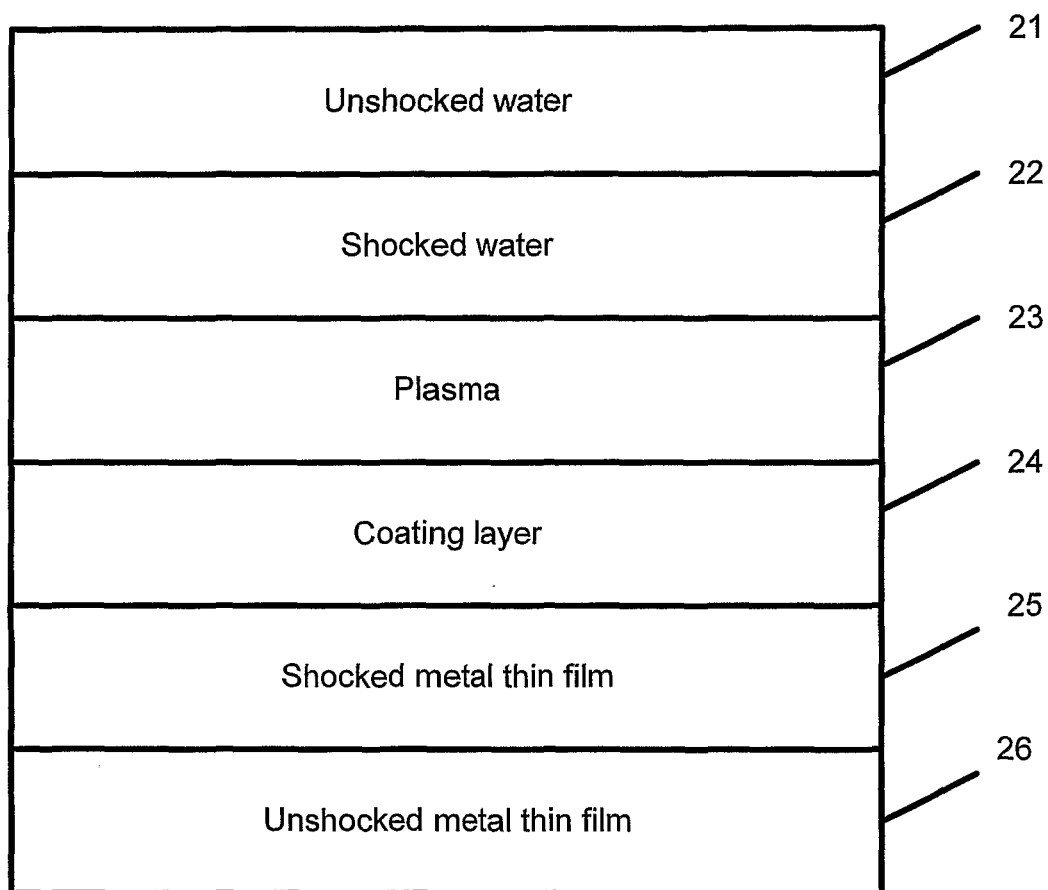 21
Unshocked water
22
Shocked water
23
Plasma
24
Coating layer
25
Shocked metal thin film
26
Unshocked metal thin film